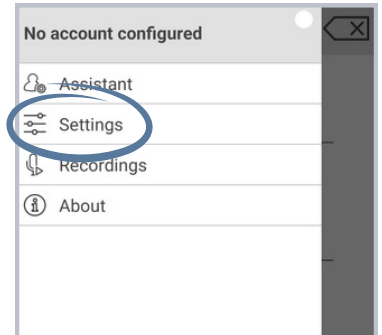 No account configured
Assistant
Settings
Recordings
About